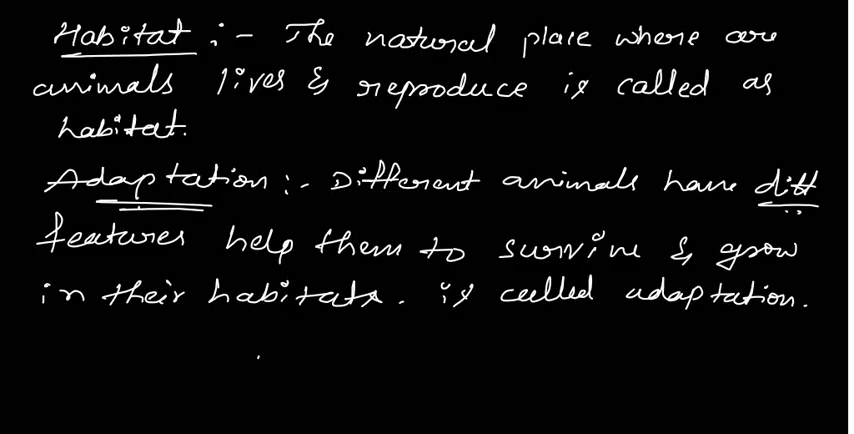 Habitat :- The natural place where are
animals lives & reproduce is called as
habitat.
Adaptation :- Different animals have diff
features help them to survive & grow
in their habitats. is called adaptation.